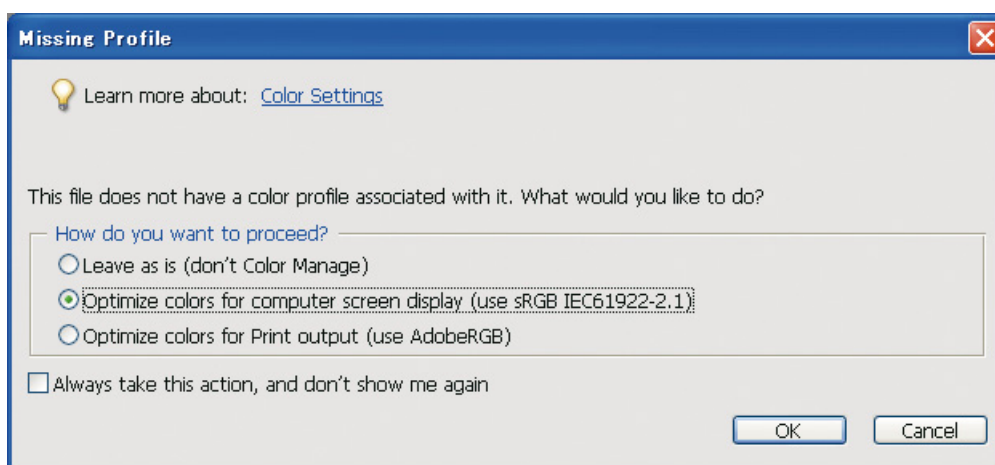 Missing Profile
Learn more about: Color Settings
This file does not have a color profile associated with it. What would you like to do?
How do you want to proceed?
Leave as is (don't Color Manage)
Optimize colors for computer screen display (use sRGB IEC61922-2.1)
Optimize colors for Print output (use AdobeRGB)
Always take this action, and don't show me again
OK Cancel